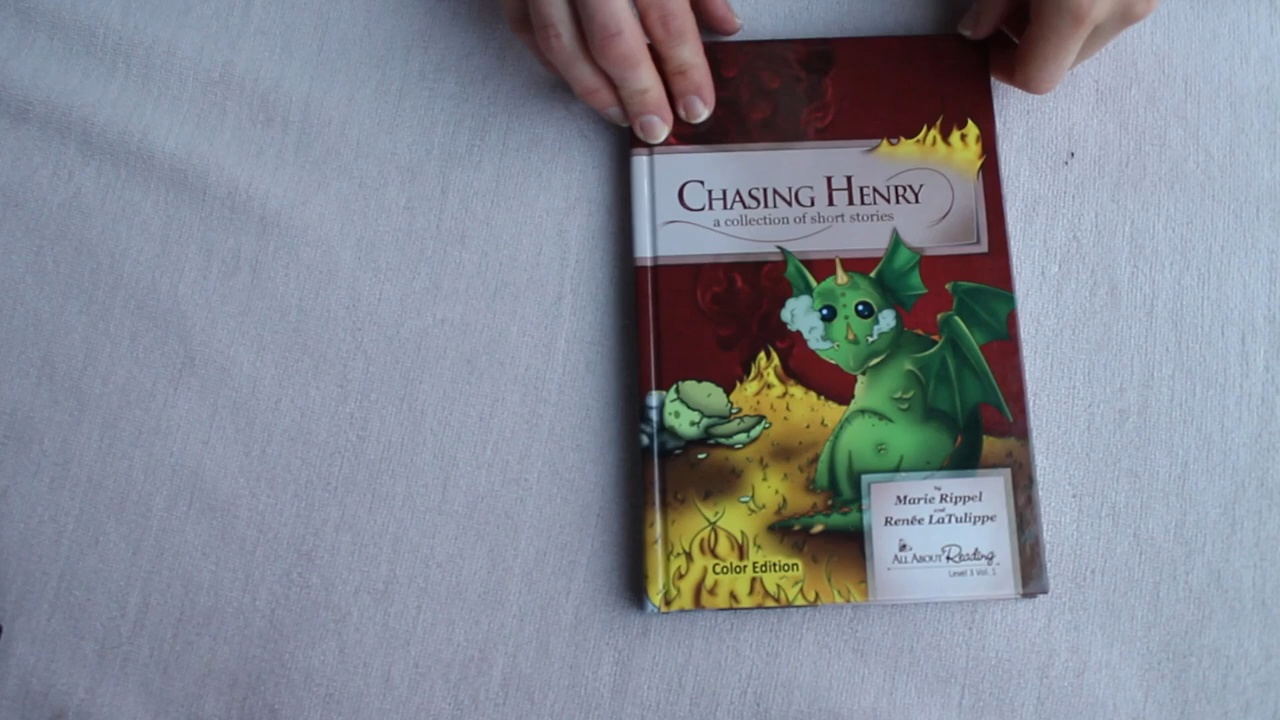 CHASING HENRY
a collection of short stories
by
Marie Rippel
and
Renée LaTulippe
ALL ABOUT Reading
Level 3 Vol. 1
Color Edition